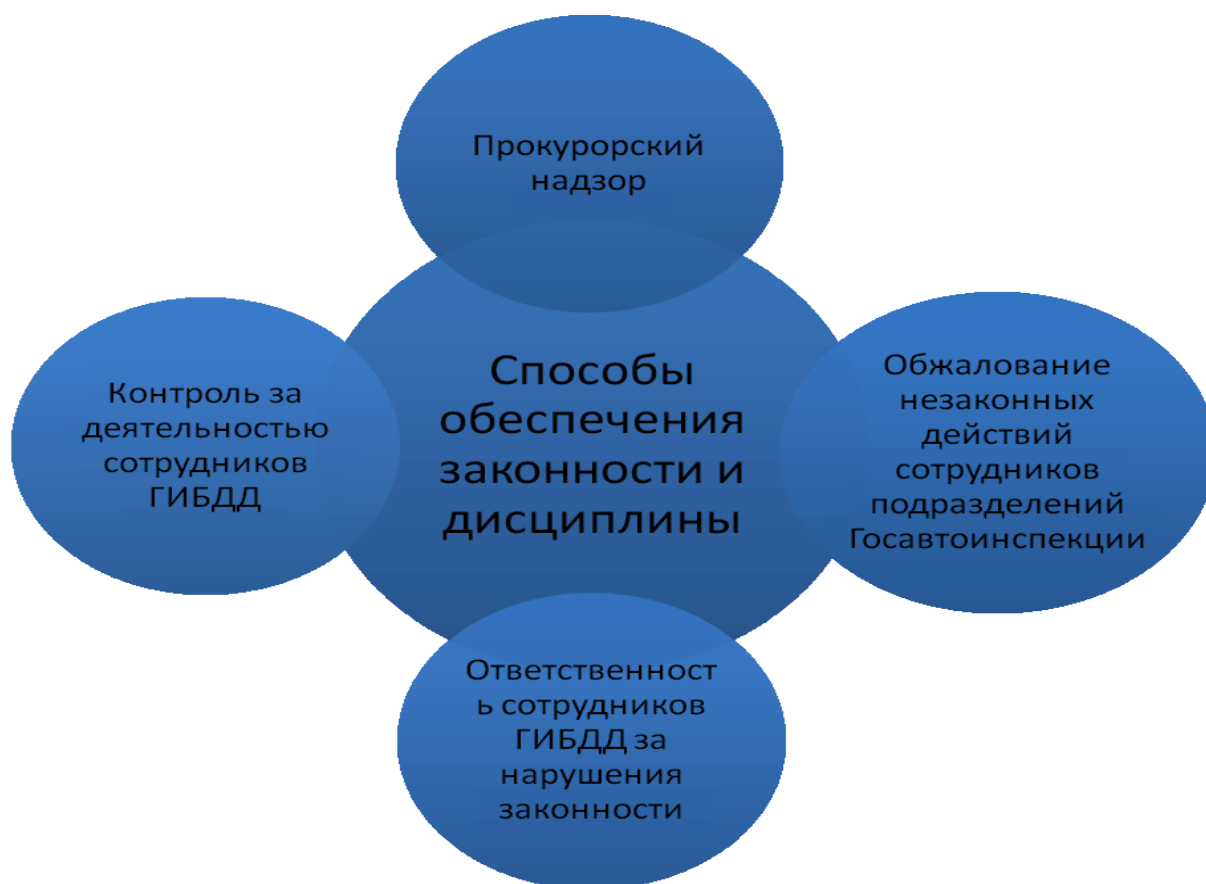 Прокурорский
надзор
Контроль за
деятельностью
сотрудников
ГИБДД
Способы
обеспечения
законности и
дисциплины
Обжалование
незаконных
действий
сотрудников
подразделений
Госавтоинспекции
Ответственност
ь сотрудников
ГИБДД за
нарушения
законности